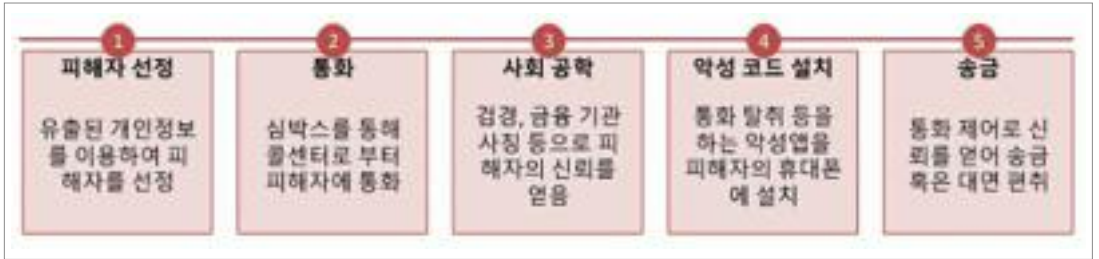 1
피해자 선정
유출된 개인정보
를 이용하여 피
해자를 선정
2
통화
심박스를 통해
콜센터로 부터
피해자에 통화
3
사회 공학
검경, 금융 기관
사칭 등으로 피
해자의 신뢰를
얻음
4
악성 코드 설치
통화 탈취 등을
하는 악성앱을
피해자의 휴대폰
에 설치
5
송금
통화 제어로 신
뢰를 얻어 송금
혹은 대면 편취